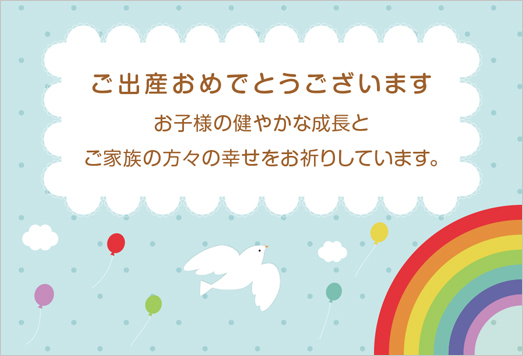 ご出産おめでとうございます
お子様の健やかな成長と
ご家族の方々の幸せをお祈りしています。